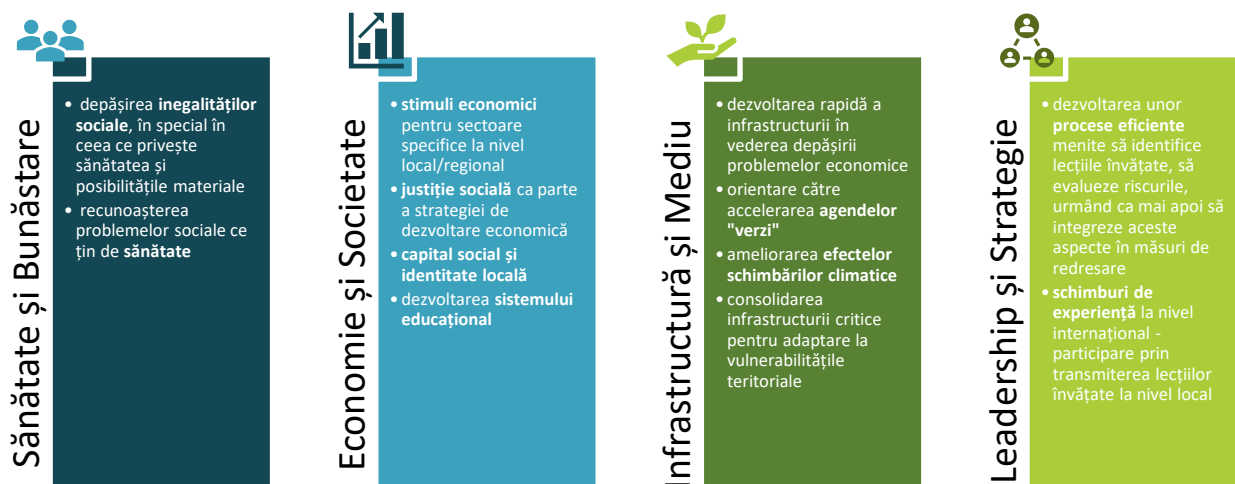 Sănătate și Bunăstare
• depășirea inegalităților
sociale, în special în
ceea ce privește
sănătatea și
posibilitățile materiale
• recunoașterea
problemelor sociale ce
țin de sănătate
Economie și Societate
• stimuli economici
pentru sectoare
specifice la nivel
local/regional
• justiție socială ca parte
a strategiei de
dezvoltare economică
• capital social și
identitate locală
• dezvoltarea sistemului
educațional
Infrastructură și Mediu
• dezvoltarea rapidă a
infrastructurii în
vederea depășirii
problemelor economice
• orientare către
accelerarea agendelor
"verzi"
• ameliorarea efectelor
schimbărilor climatice
• consolidarea
infrastructurii critice
pentru adaptare la
vulnerabilitățile
teritoriale
Leadership și Strategie
• dezvoltarea unor
procese eficiente
menite să identifice
lecțiile învățate, să
evalueze riscurile,
urmând ca mai apoi să
integreze aceste
aspecte în măsuri de
redresare
• schimburi de
experiență la nivel
internațional -
participare prin
transmiterea lecțiilor
învățate la nivel local